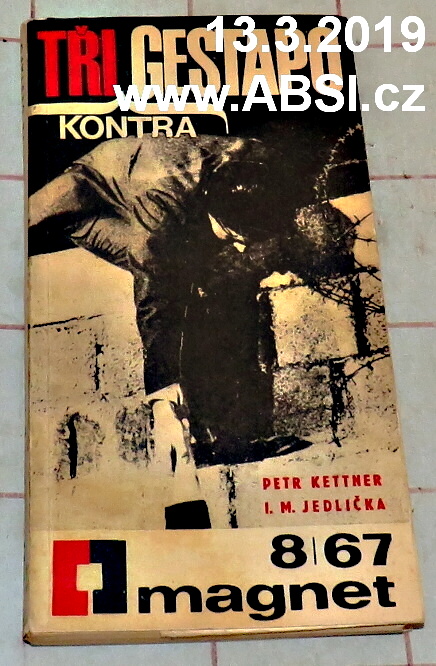 13.3.2019
TŘI GESTAPO
www.ABSI.cz
KONTRA
PETR KETTNER
I. M. JEDLIČKA
8|67
magnet